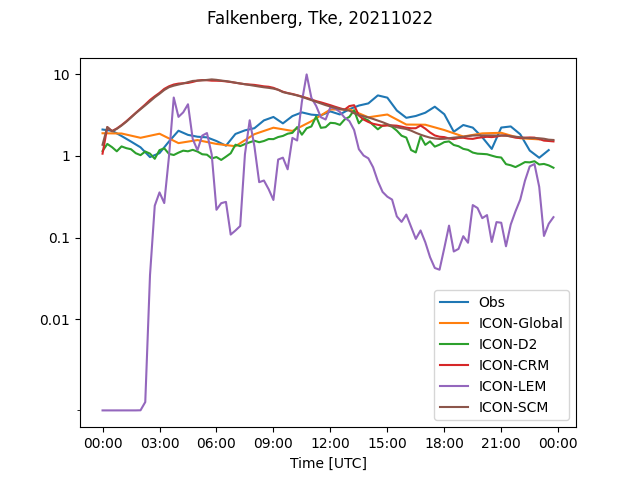 Falkenberg, Tke, 20211022
10
1
0.1
0.01
00:00 03:00 06:00 09:00 12:00 15:00 18:00 21:00 00:00
Time [UTC]
Obs
ICON-Global
ICON-D2
ICON-CRM
ICON-LEM
ICON-SCM